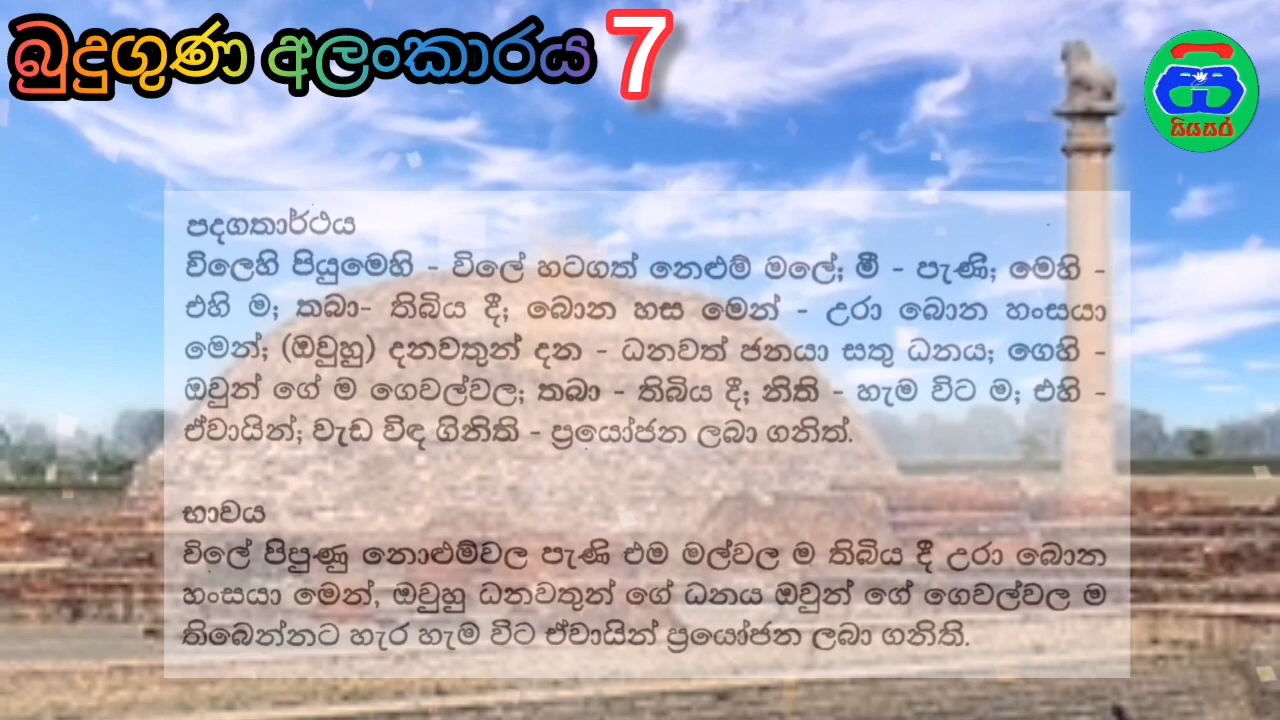 බුදුගුණ අලංකාරය 7
සියසර
පදගතාර්ථය
විලෙහි පියුමෙහි - විලේ හටගත් නෙළුම් මලේ; මී - පැණි; මෙහි -
එහි ම; තබා- තිබිය දී; බොන හස මෙන් - උරා බොන හංසයා
මෙන්; (ඔවුහු) දනවතුන් දන - ධනවත් ජනයා සතු ධනය; ගෙහි -
ඔවුන් ගේ ම ගෙවල්වල; තබා - තිබිය දී; නිති - හැම විට ම; එහි -
ඒවායින්; වැඩ විඳ ගිනිති - ප්‍රයෝජන ලබා ගනිත්.
භාවය
විලේ පිපුණු නොළුම්වල පැණි එම මල්වල ම තිබිය දී උරා බොන
හංසයා මෙන්, ඔවුහු ධනවතුන් ගේ ධනය ඔවුන් ගේ ගෙවල්වල ම
තිබෙන්නට හැර හැම විට ඒවායින් ප්‍රයෝජන ලබා ගනිති.